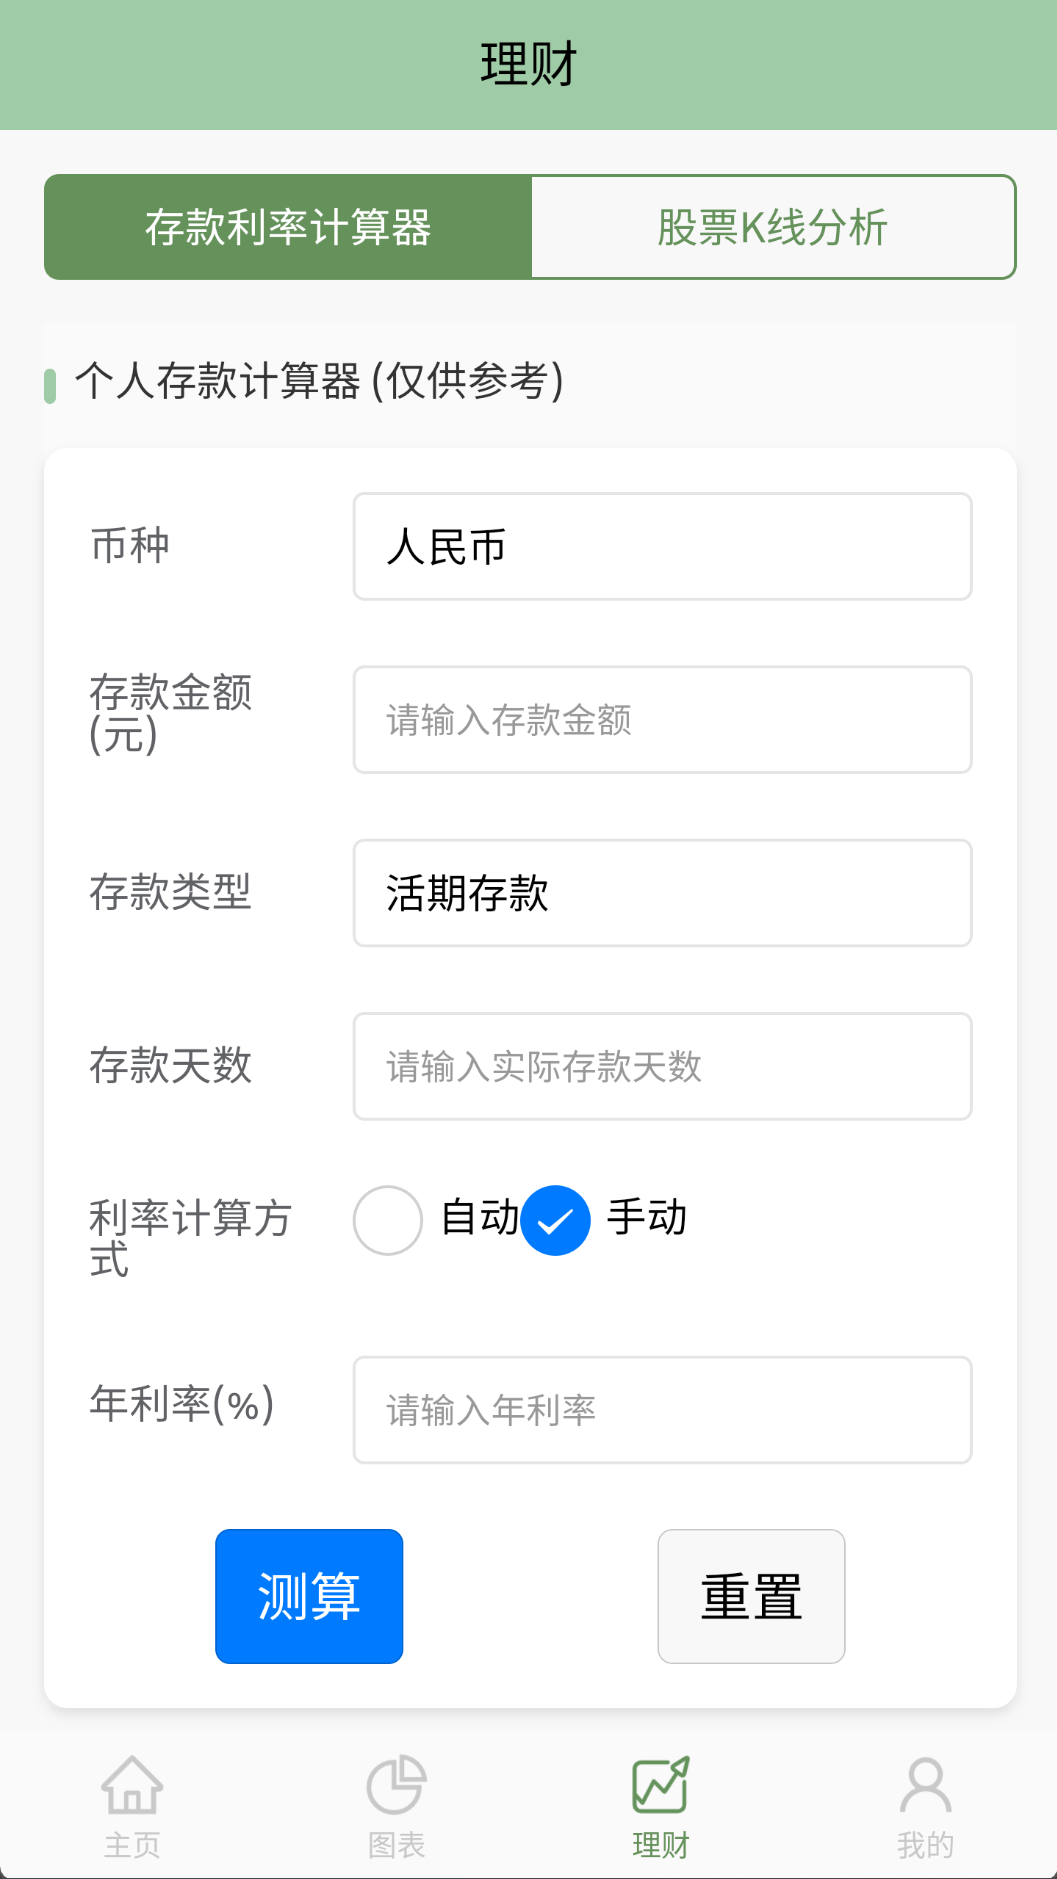 理财
存款利率计算器 股票K线分析
个人存款计算器 (仅供参考)
币种 人民币
存款金额
(元)
请输入存款金额
存款类型 活期存款
存款天数 请输入实际存款天数
利率计算方
式
自动 手动
年利率(%) 请输入年利率
测算 重置
主页 图表 理财 我的